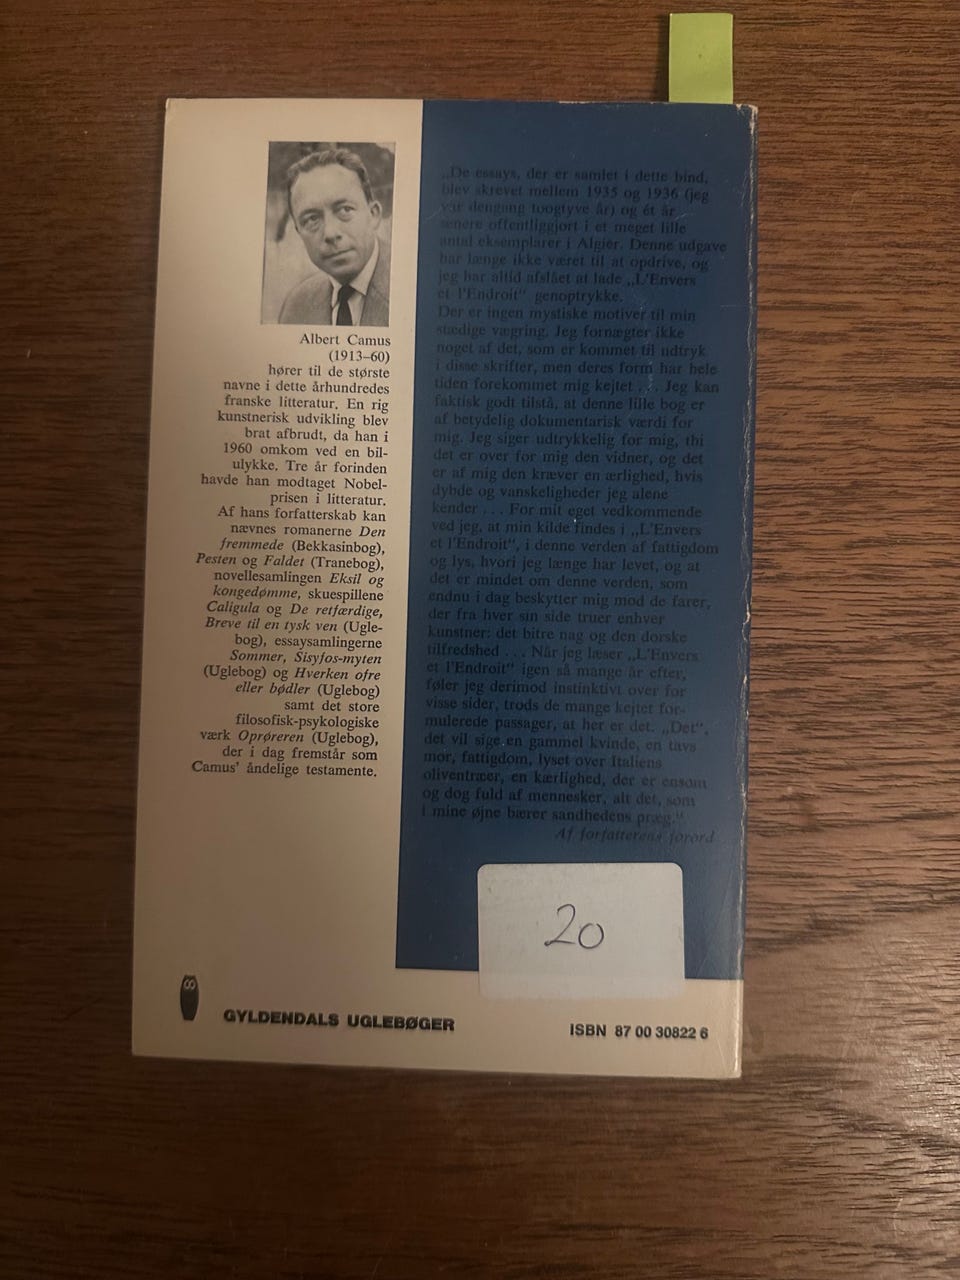 Albert Camus
(1913–60)
hører til de største
navne i dette århundredes
franske litteratur. En rig
kunstnerisk udvikling blev
brat afbrudt, da han i
1960 omkom ved en bil-
ulykke. Tre år forinden
havde han modtaget Nobel-
prisen i litteratur.
Af hans forfatterskab kan
nævnes romanerne Den
fremmede (Bekkasinbog),
Pesten og Faldet (Tranebog),
novellesamlingen Eksil og
kongedømme, skuespillene
Caligula og De retfærdige,
Breve til en tysk ven (Ugle-
bog), essaysamlingerne
Sommer, Sisyfos-myten
(Uglebog) og Hverken ofre
eller bødler (Uglebog)
samt det store
filosofisk-psykologiske
værk Oprøreren (Uglebog),
der i dag fremstår som
Camus' åndelige testamente.
„De essays, der er samlet i dette bind,
blev skrevet mellem 1935 og 1936 (jeg
var dengang toogtyve år) og ét år
senere offentliggjort i et meget lille
antal eksemplarer i Algier. Denne udgave
har længe ikke været til at opdrive, og
jeg har altid afslået at lade „L'Envers
et l'Endroit" genoptrykke.
Der er ingen mystiske motiver til min
stædige vægring. Jeg fornægter ikke
noget af det, som er kommet til udtryk
i disse skrifter, men deres form har hele
tiden forekommet mig kejtet . . . Jeg kan
faktisk godt tilstå, at denne lille bog er
af betydelig dokumentarisk værdi for
mig. Jeg siger udtrykkelig for mig, thi
det er over for mig den vidner, og det
er af mig den kræver en ærlighed, hvis
dybde og vanskeligheder jeg alene
kender . . . For mit eget vedkommende
ved jeg, at min kilde findes i „L'Envers
et l'Endroit", i denne verden af fattigdom
og lys, hvori jeg længe har levet, og at
det er mindet om denne verden, som
endnu i dag beskytter mig mod de farer,
der fra hver sin side truer enhver
kunstner: det bitre nag og den dorske
tilfredshed . . . Når jeg læser „L'Envers
et l'Endroit" igen så mange år efter,
føler jeg derimod instinktivt over for
visse sider, trods de mange kejtet for-
mulerede passager, at her er det. „Det",
det vil sige en gammel kvinde, en tavs
mor, fattigdom, lyset over Italiens
oliventræer, en kærlighed, der er ensom
og dog fuld af mennesker, alt det, som
i mine øjne bærer sandhedens præg."
Af forfatterens forord
20
GYLDENDALS UGLEBØGER
ISBN 87 00 30822 6